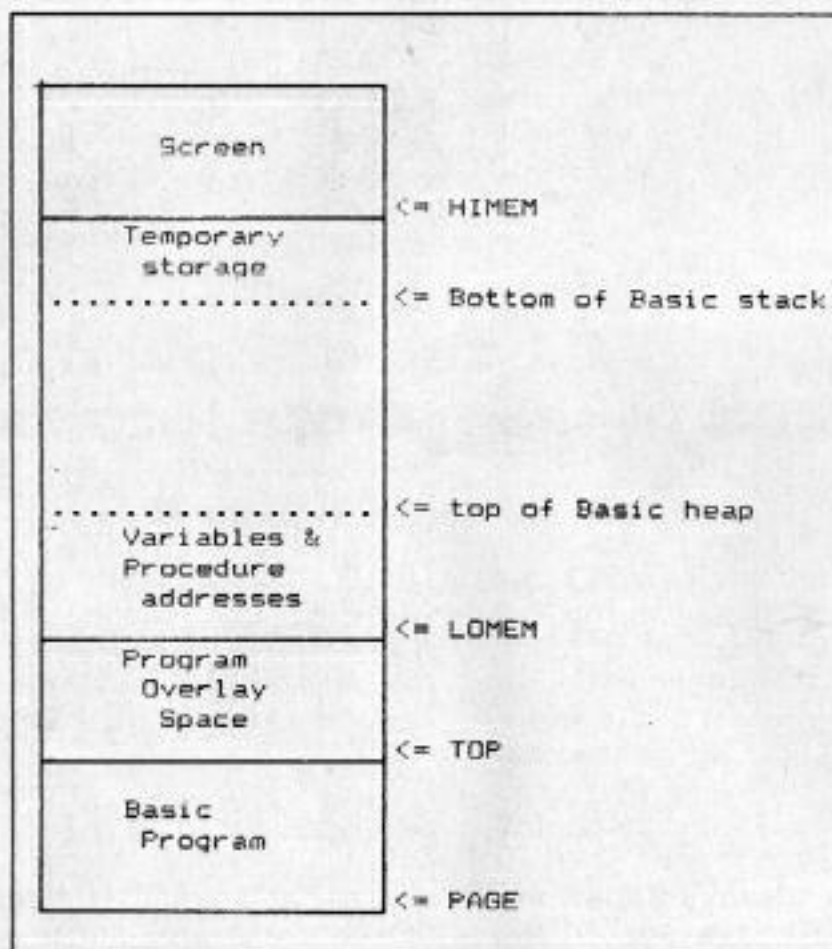 Screen
<= HIMEM
Temporary
storage
<= Bottom of Basic stack
<= top of Basic heap
Variables &
Procedure
addresses
<= LOMEM
Program
Overlay
Space
<= TOP
Basic
Program
<= PAGE